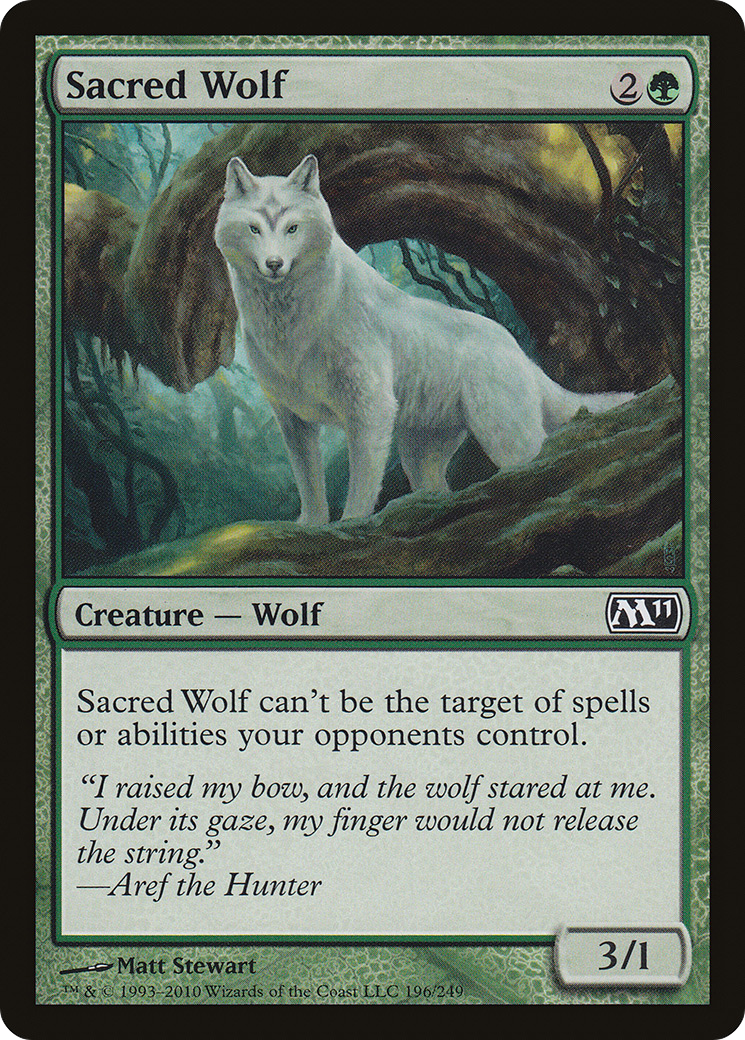 Sacred Wolf
2
Creature — Wolf
M11
Sacred Wolf can't be the target of spells
or abilities your opponents control.
"I raised my bow, and the wolf stared at me.
Under its gaze, my finger would not release
the string."
—Aref the Hunter
3/1
Matt Stewart
™ & © 1993–2010 Wizards of the Coast LLC 196/249